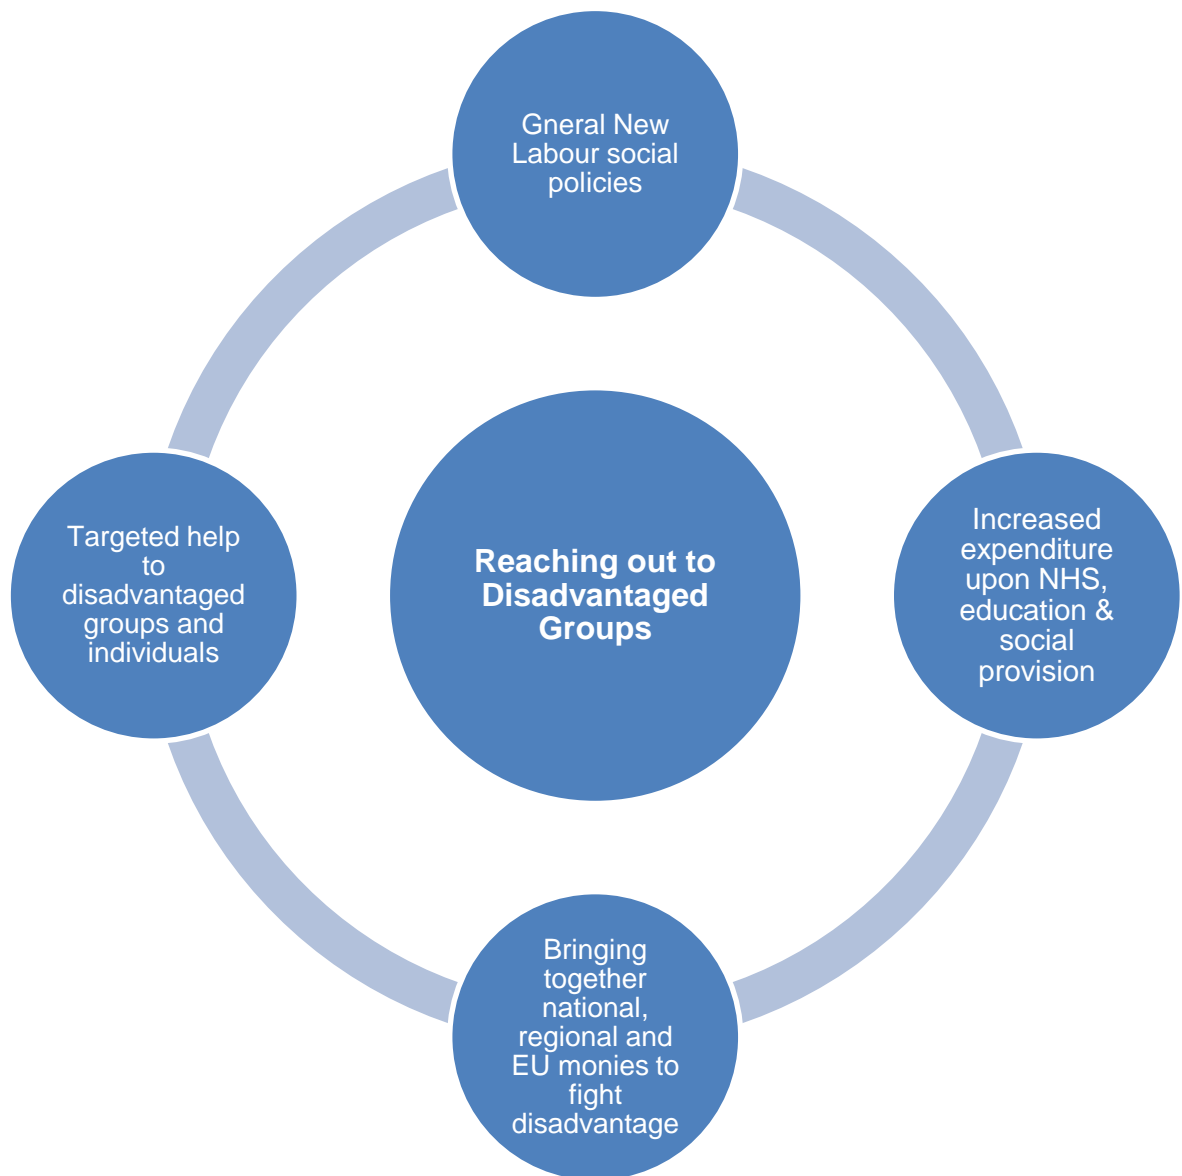 Gneral New
Labour social
policies
Targeted help
to
disadvantaged
groups and
individuals
Reaching out to
Disadvantaged
Groups
Increased
expenditure
upon NHS,
education &
social
provision
Bringing
together
national,
regional and
EU monies to
fight
disadvantage